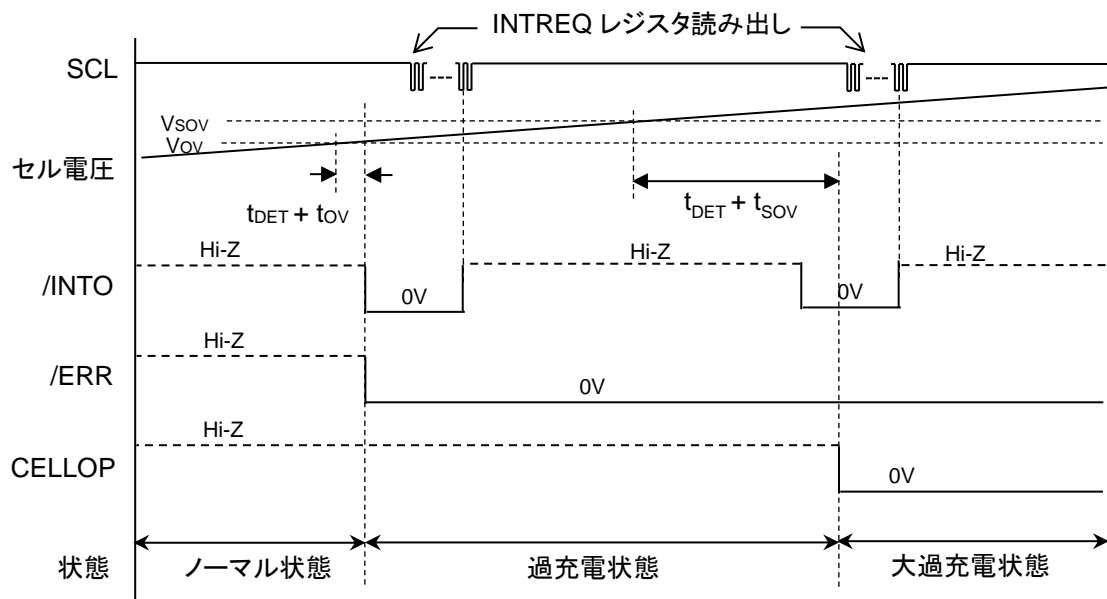 INTREQ レジスタ読み出し
SCL
VSOV
VOV
セル電圧
tDET + tOV
tDET + tSOV
Hi-Z
Hi-Z
Hi-Z
/INTO
0V
0V
Hi-Z
/ERR
0V
Hi-Z
CELLOP
0V
状態
ノーマル状態
過充電状態
大過充電状態